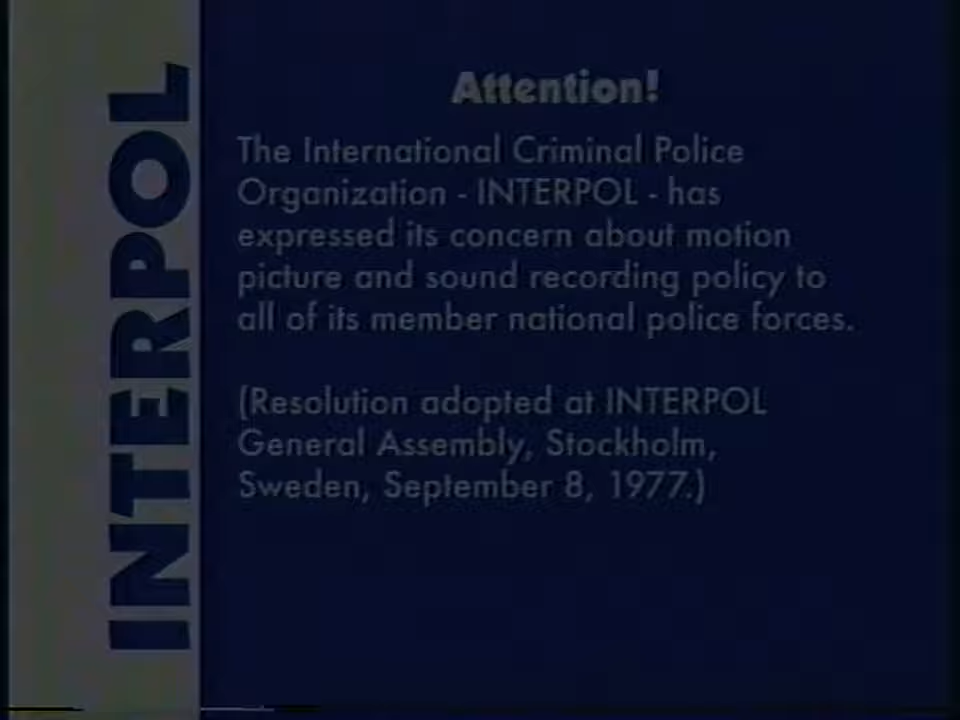 INTERPOL
Attention!
The International Criminal Police
Organization - INTERPOL - has
expressed its concern about motion
picture and sound recording policy to
all of its member national police forces.
(Resolution adopted at INTERPOL
General Assembly, Stockholm,
Sweden, September 8, 1977.)